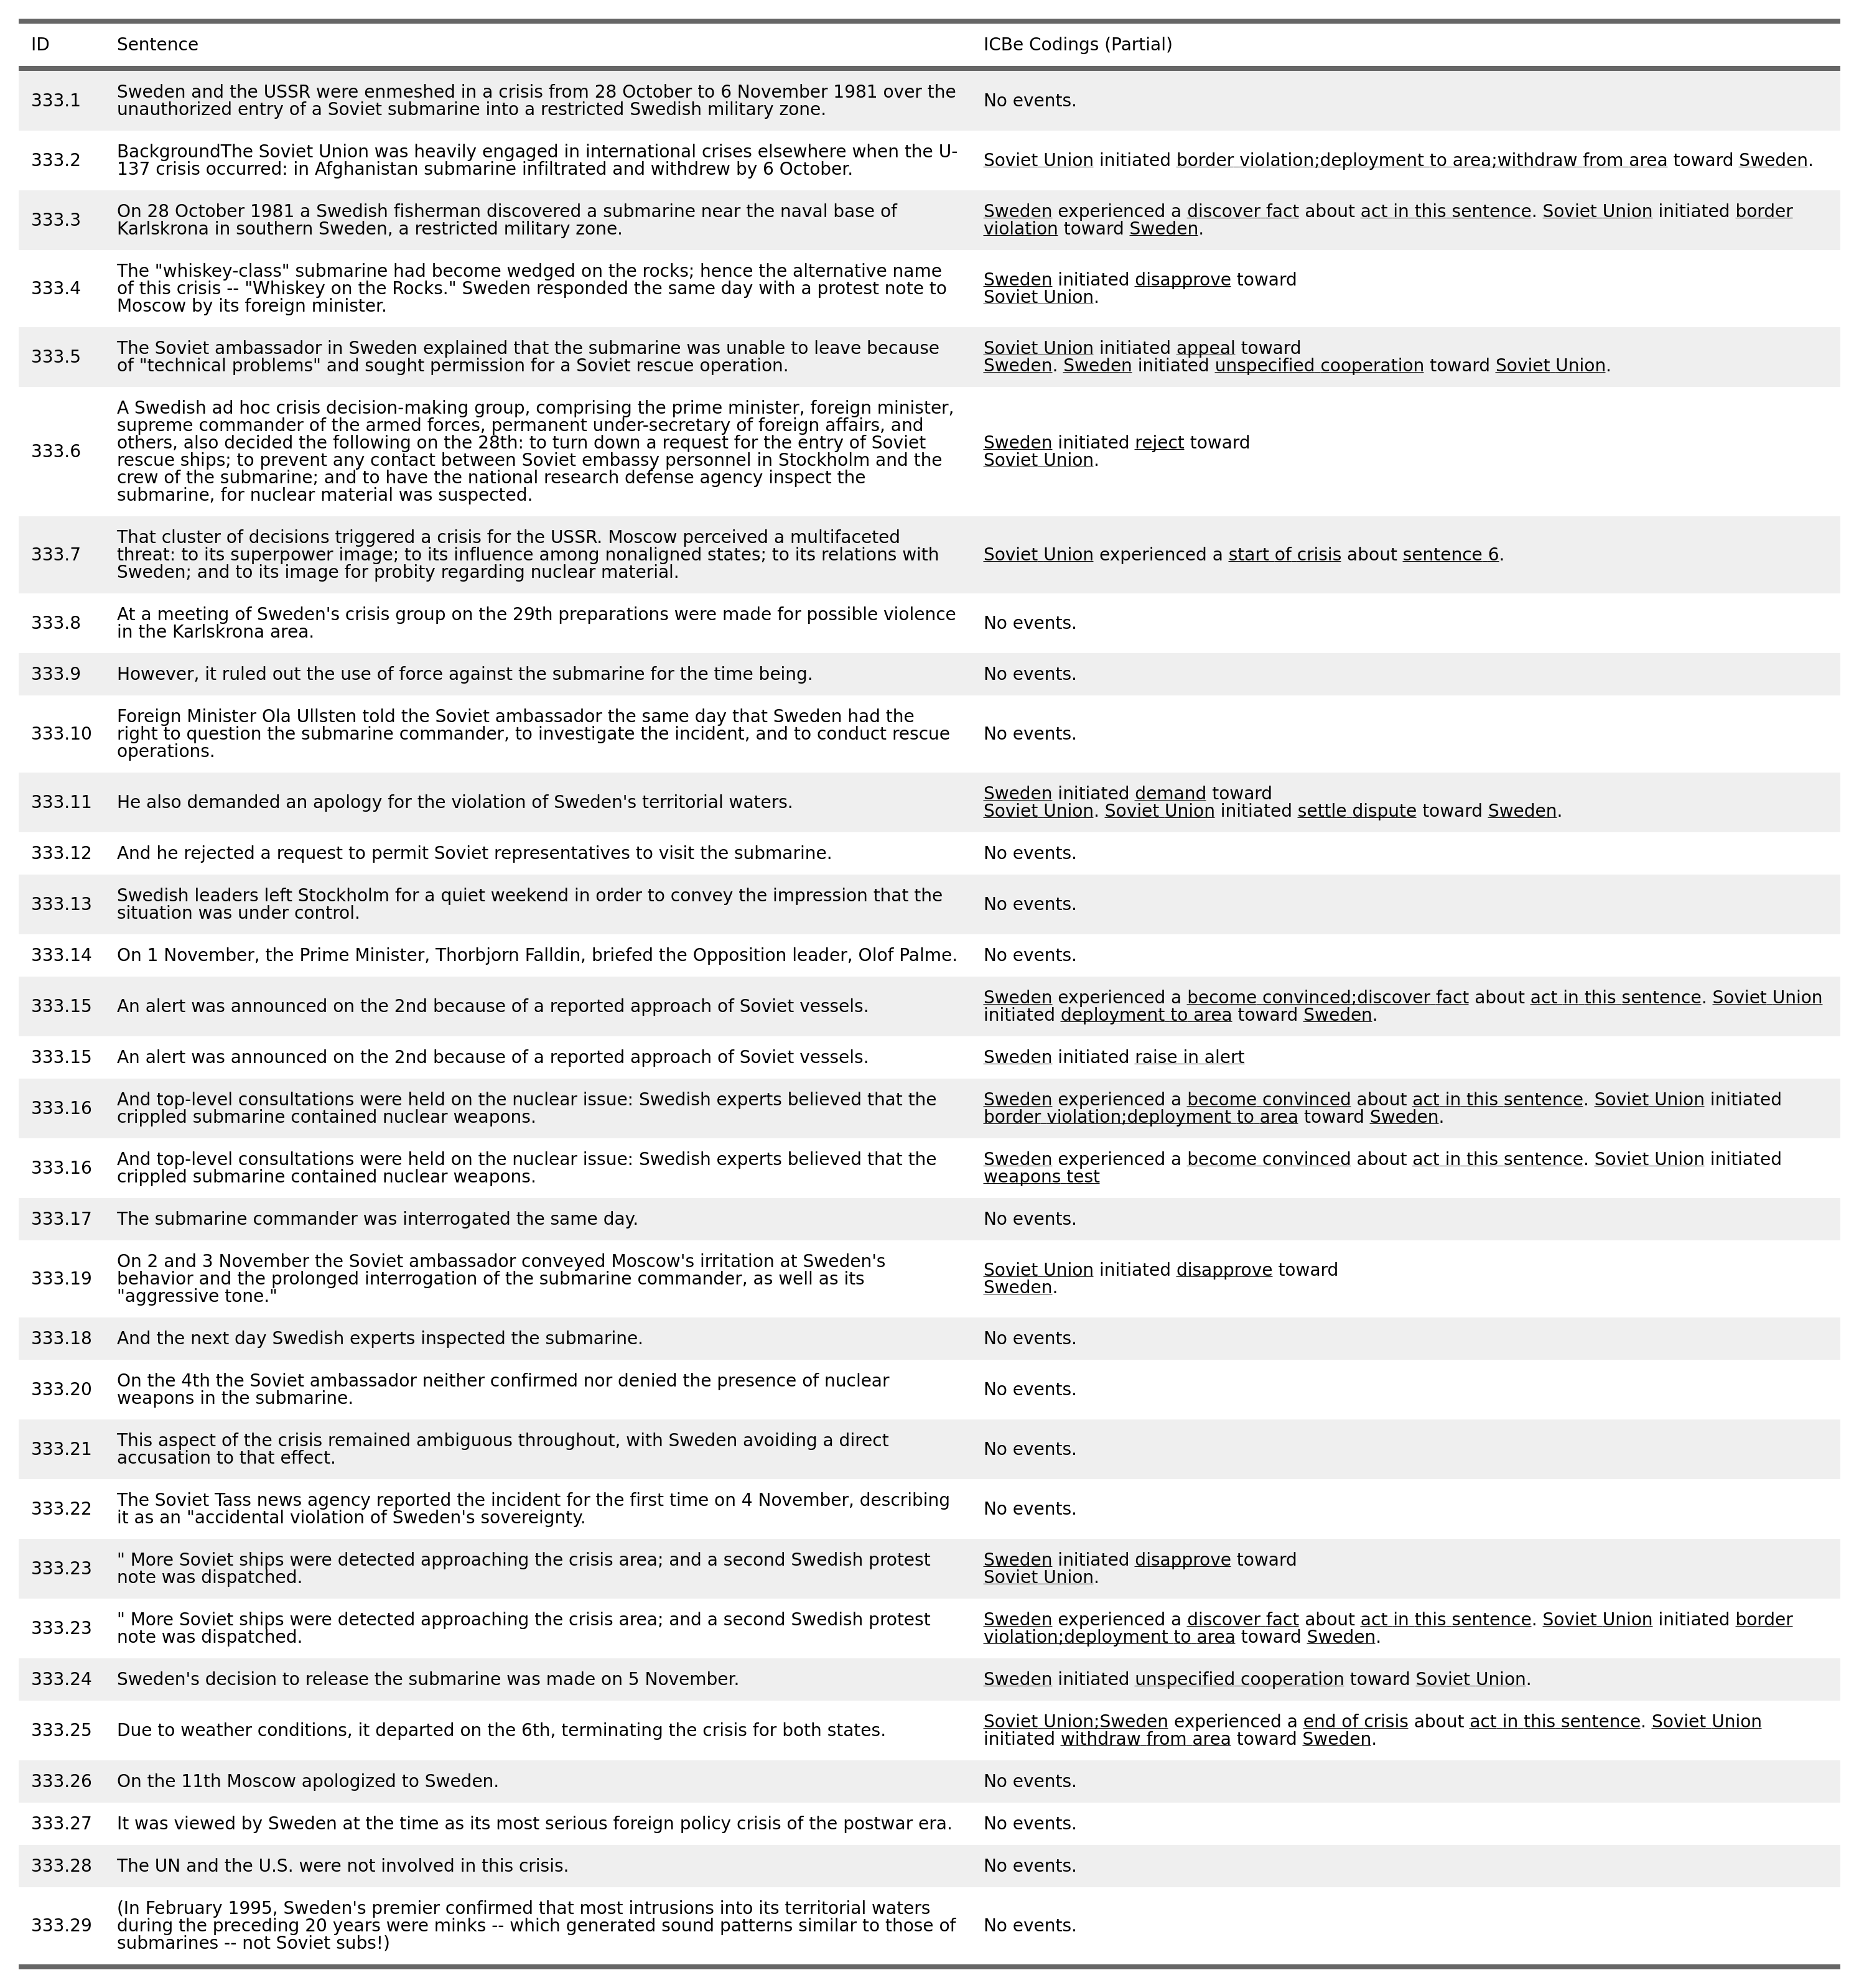 ID Sentence ICBe Codings (Partial)
333.1 Sweden and the USSR were enmeshed in a crisis from 28 October to 6 November 1981 over the
unauthorized entry of a Soviet submarine into a restricted Swedish military zone. No events.
333.2 BackgroundThe Soviet Union was heavily engaged in international crises elsewhere when the U-
137 crisis occurred: in Afghanistan submarine infiltrated and withdrew by 6 October. Soviet Union initiated border violation;deployment to area;withdraw from area toward Sweden.
333.3 On 28 October 1981 a Swedish fisherman discovered a submarine near the naval base of
Karlskrona in southern Sweden, a restricted military zone.
Sweden experienced a discover fact about act in this sentence. Soviet Union initiated border
violation toward Sweden.
333.4 The "whiskey-class" submarine had become wedged on the rocks; hence the alternative name
of this crisis -- "Whiskey on the Rocks." Sweden responded the same day with a protest note to
Moscow by its foreign minister.
Sweden initiated disapprove toward
Soviet Union.
333.5 The Soviet ambassador in Sweden explained that the submarine was unable to leave because
of "technical problems" and sought permission for a Soviet rescue operation.
Soviet Union initiated appeal toward
Sweden. Sweden initiated unspecified cooperation toward Soviet Union.
333.6 A Swedish ad hoc crisis decision-making group, comprising the prime minister, foreign minister,
supreme commander of the armed forces, permanent under-secretary of foreign affairs, and
others, also decided the following on the 28th: to turn down a request for the entry of Soviet
rescue ships; to prevent any contact between Soviet embassy personnel in Stockholm and the
crew of the submarine; and to have the national research defense agency inspect the
submarine, for nuclear material was suspected.
Sweden initiated reject toward
Soviet Union.
333.7 That cluster of decisions triggered a crisis for the USSR. Moscow perceived a multifaceted
threat: to its superpower image; to its influence among nonaligned states; to its relations with
Sweden; and to its image for probity regarding nuclear material.
Soviet Union experienced a start of crisis about sentence 6.
333.8 At a meeting of Sweden's crisis group on the 29th preparations were made for possible violence
in the Karlskrona area. No events.
333.9 However, it ruled out the use of force against the submarine for the time being. No events.
333.10 Foreign Minister Ola Ullsten told the Soviet ambassador the same day that Sweden had the
right to question the submarine commander, to investigate the incident, and to conduct rescue
operations. No events.
333.11 He also demanded an apology for the violation of Sweden's territorial waters.
Sweden initiated demand toward
Soviet Union. Soviet Union initiated settle dispute toward Sweden.
333.12 And he rejected a request to permit Soviet representatives to visit the submarine. No events.
333.13 Swedish leaders left Stockholm for a quiet weekend in order to convey the impression that the
situation was under control. No events.
333.14 On 1 November, the Prime Minister, Thorbjorn Falldin, briefed the Opposition leader, Olof Palme. No events.
333.15 An alert was announced on the 2nd because of a reported approach of Soviet vessels.
Sweden experienced a become convinced;discover fact about act in this sentence. Soviet Union
initiated deployment to area toward Sweden.
333.15 An alert was announced on the 2nd because of a reported approach of Soviet vessels. Sweden initiated raise in alert
333.16 And top-level consultations were held on the nuclear issue: Swedish experts believed that the
crippled submarine contained nuclear weapons.
Sweden experienced a become convinced about act in this sentence. Soviet Union initiated
border violation;deployment to area toward Sweden.
333.16 And top-level consultations were held on the nuclear issue: Swedish experts believed that the
crippled submarine contained nuclear weapons.
Sweden experienced a become convinced about act in this sentence. Soviet Union initiated
weapons test
333.17 The submarine commander was interrogated the same day. No events.
333.19 On 2 and 3 November the Soviet ambassador conveyed Moscow's irritation at Sweden's
behavior and the prolonged interrogation of the submarine commander, as well as its
"aggressive tone."
Soviet Union initiated disapprove toward
Sweden.
333.18 And the next day Swedish experts inspected the submarine. No events.
333.20 On the 4th the Soviet ambassador neither confirmed nor denied the presence of nuclear
weapons in the submarine. No events.
333.21 This aspect of the crisis remained ambiguous throughout, with Sweden avoiding a direct
accusation to that effect. No events.
333.22 The Soviet Tass news agency reported the incident for the first time on 4 November, describing
it as an "accidental violation of Sweden's sovereignty. No events.
333.23 " More Soviet ships were detected approaching the crisis area; and a second Swedish protest
note was dispatched.
Sweden initiated disapprove toward
Soviet Union.
333.23 " More Soviet ships were detected approaching the crisis area; and a second Swedish protest
note was dispatched.
Sweden experienced a discover fact about act in this sentence. Soviet Union initiated border
violation;deployment to area toward Sweden.
333.24 Sweden's decision to release the submarine was made on 5 November. Sweden initiated unspecified cooperation toward Soviet Union.
333.25 Due to weather conditions, it departed on the 6th, terminating the crisis for both states.
Soviet Union;Sweden experienced a end of crisis about act in this sentence. Soviet Union
initiated withdraw from area toward Sweden.
333.26 On the 11th Moscow apologized to Sweden. No events.
333.27 It was viewed by Sweden at the time as its most serious foreign policy crisis of the postwar era. No events.
333.28 The UN and the U.S. were not involved in this crisis. No events.
333.29 (In February 1995, Sweden's premier confirmed that most intrusions into its territorial waters
during the preceding 20 years were minks -- which generated sound patterns similar to those of
submarines -- not Soviet subs!) No events.